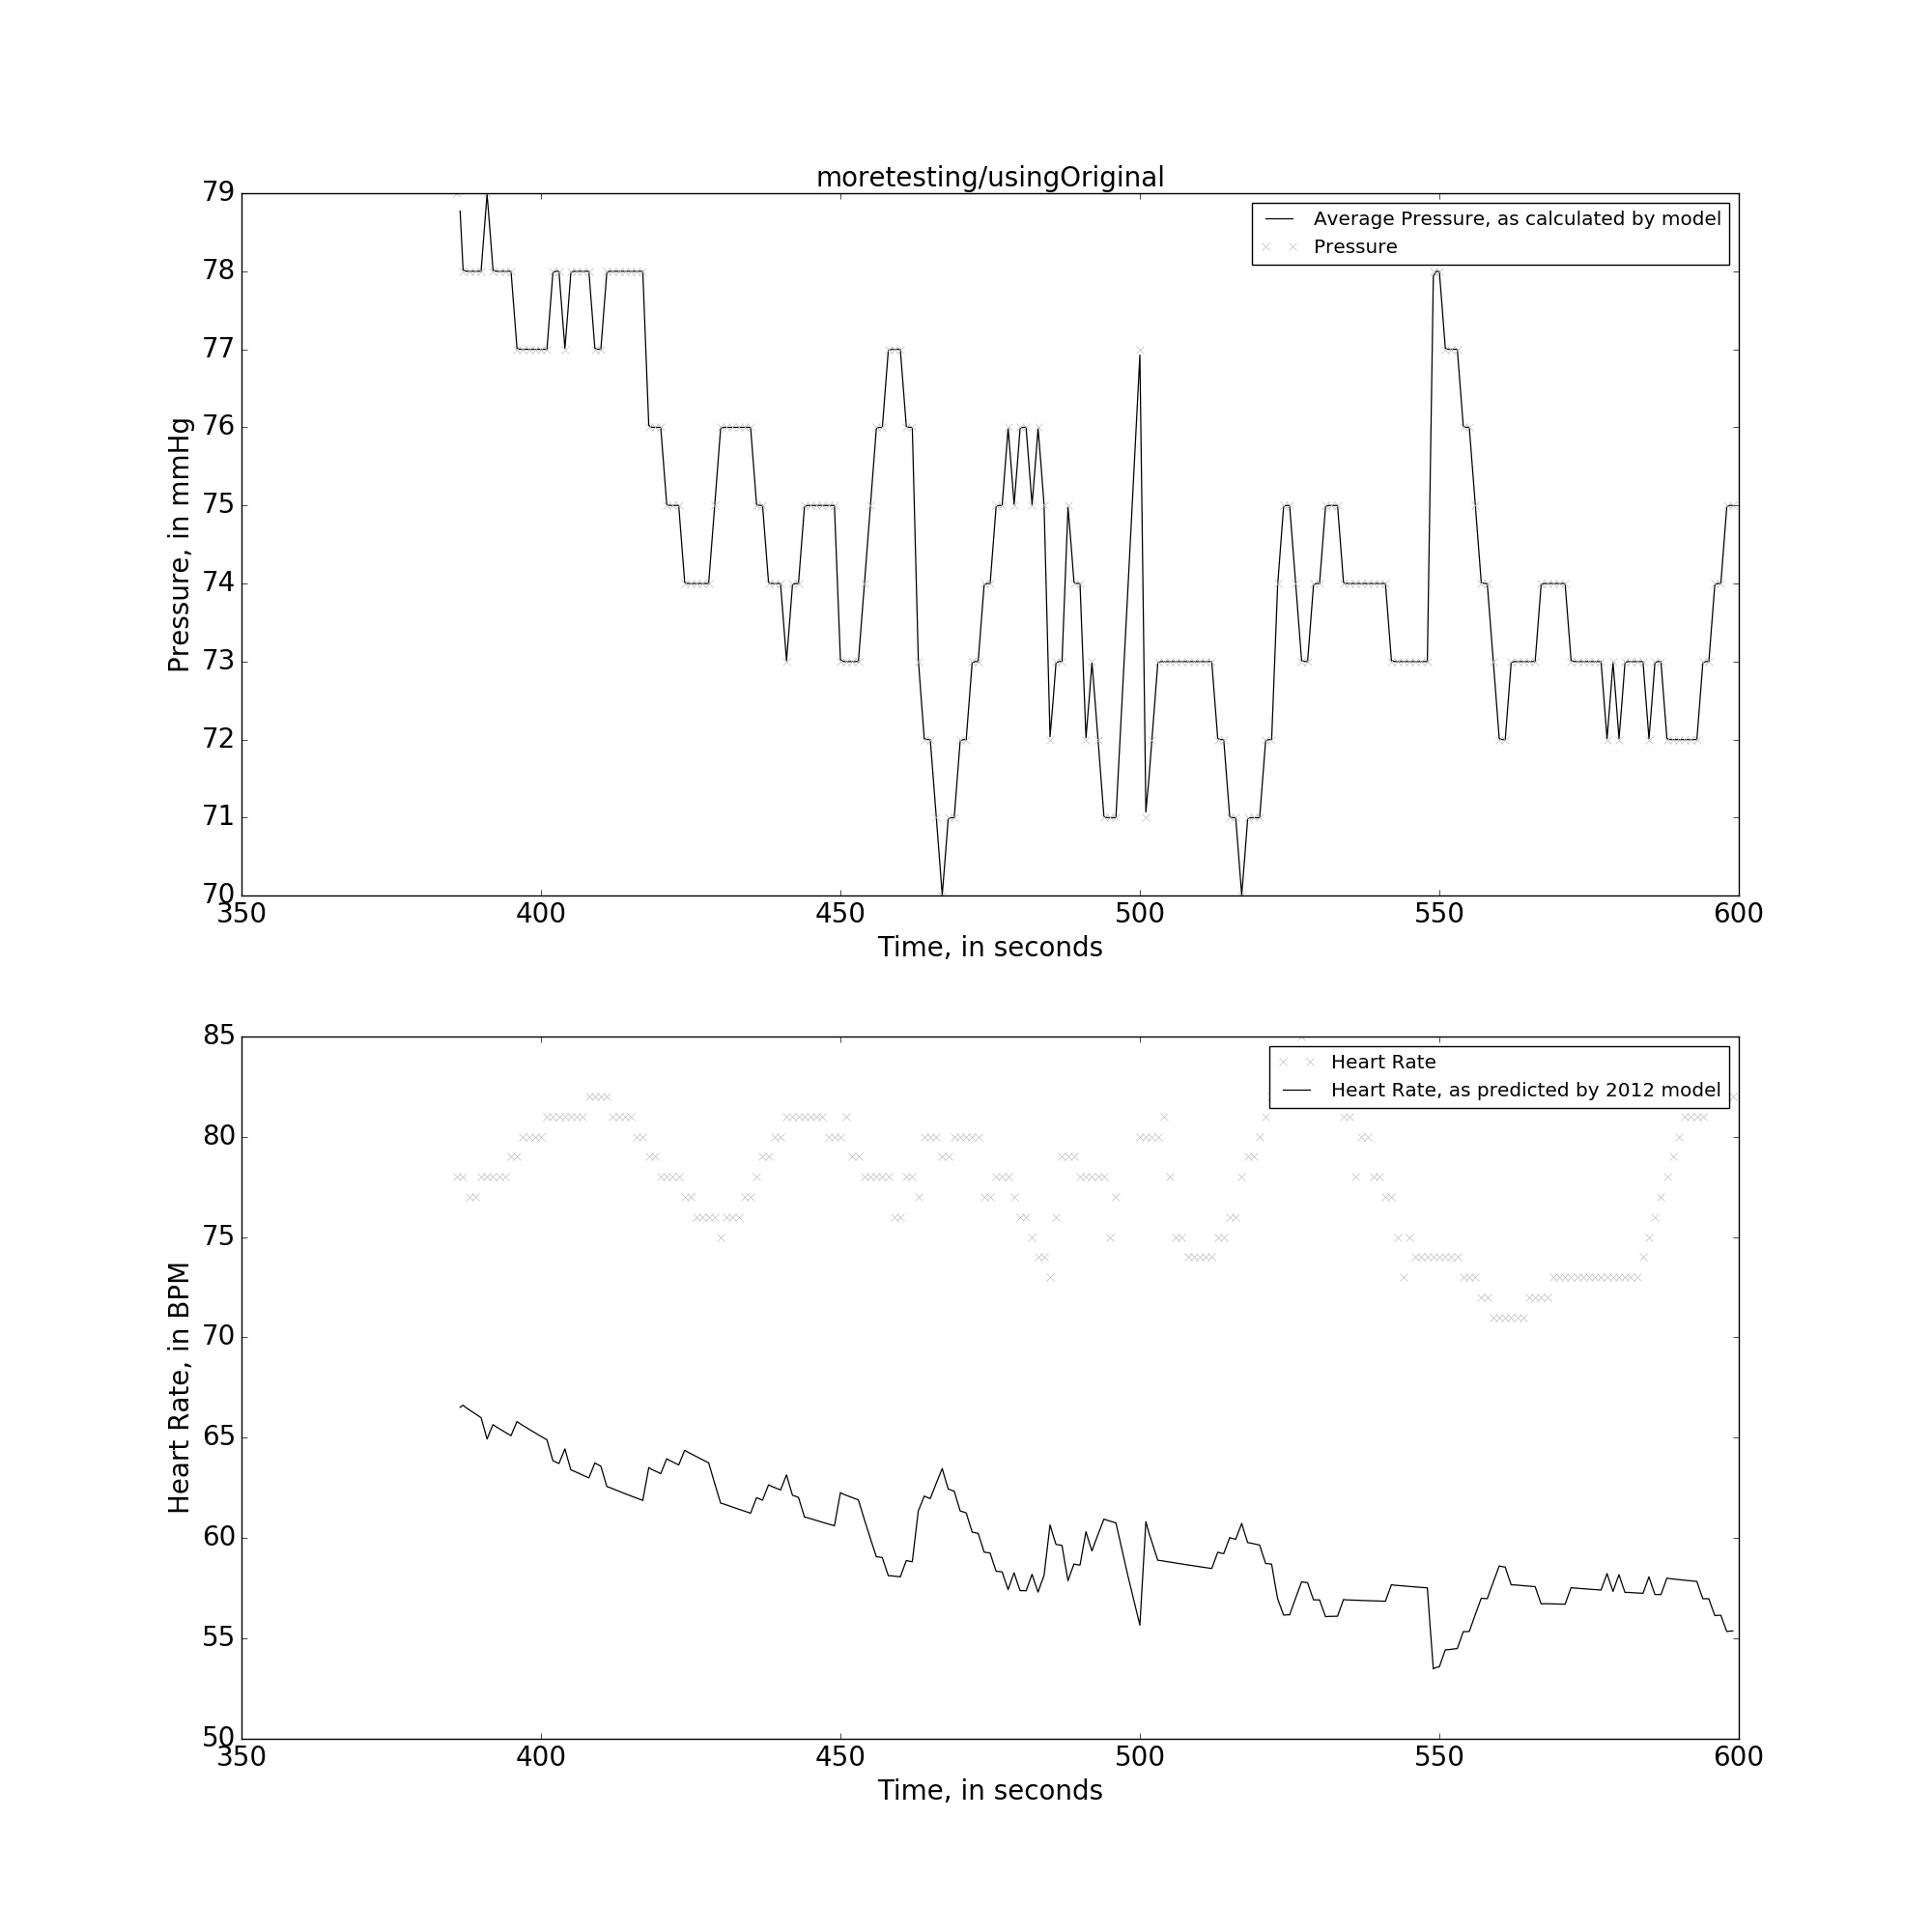 moretesting/usingOriginal
79
78
77
76
75
74
73
72
71
70
Pressure, in mmHg
Average Pressure, as calculated by model
Pressure
350 400 450 500 550 600
Time, in seconds
85
80
75
70
65
60
55
50
Heart Rate, in BPM
Heart Rate
Heart Rate, as predicted by 2012 model
350 400 450 500 550 600
Time, in seconds